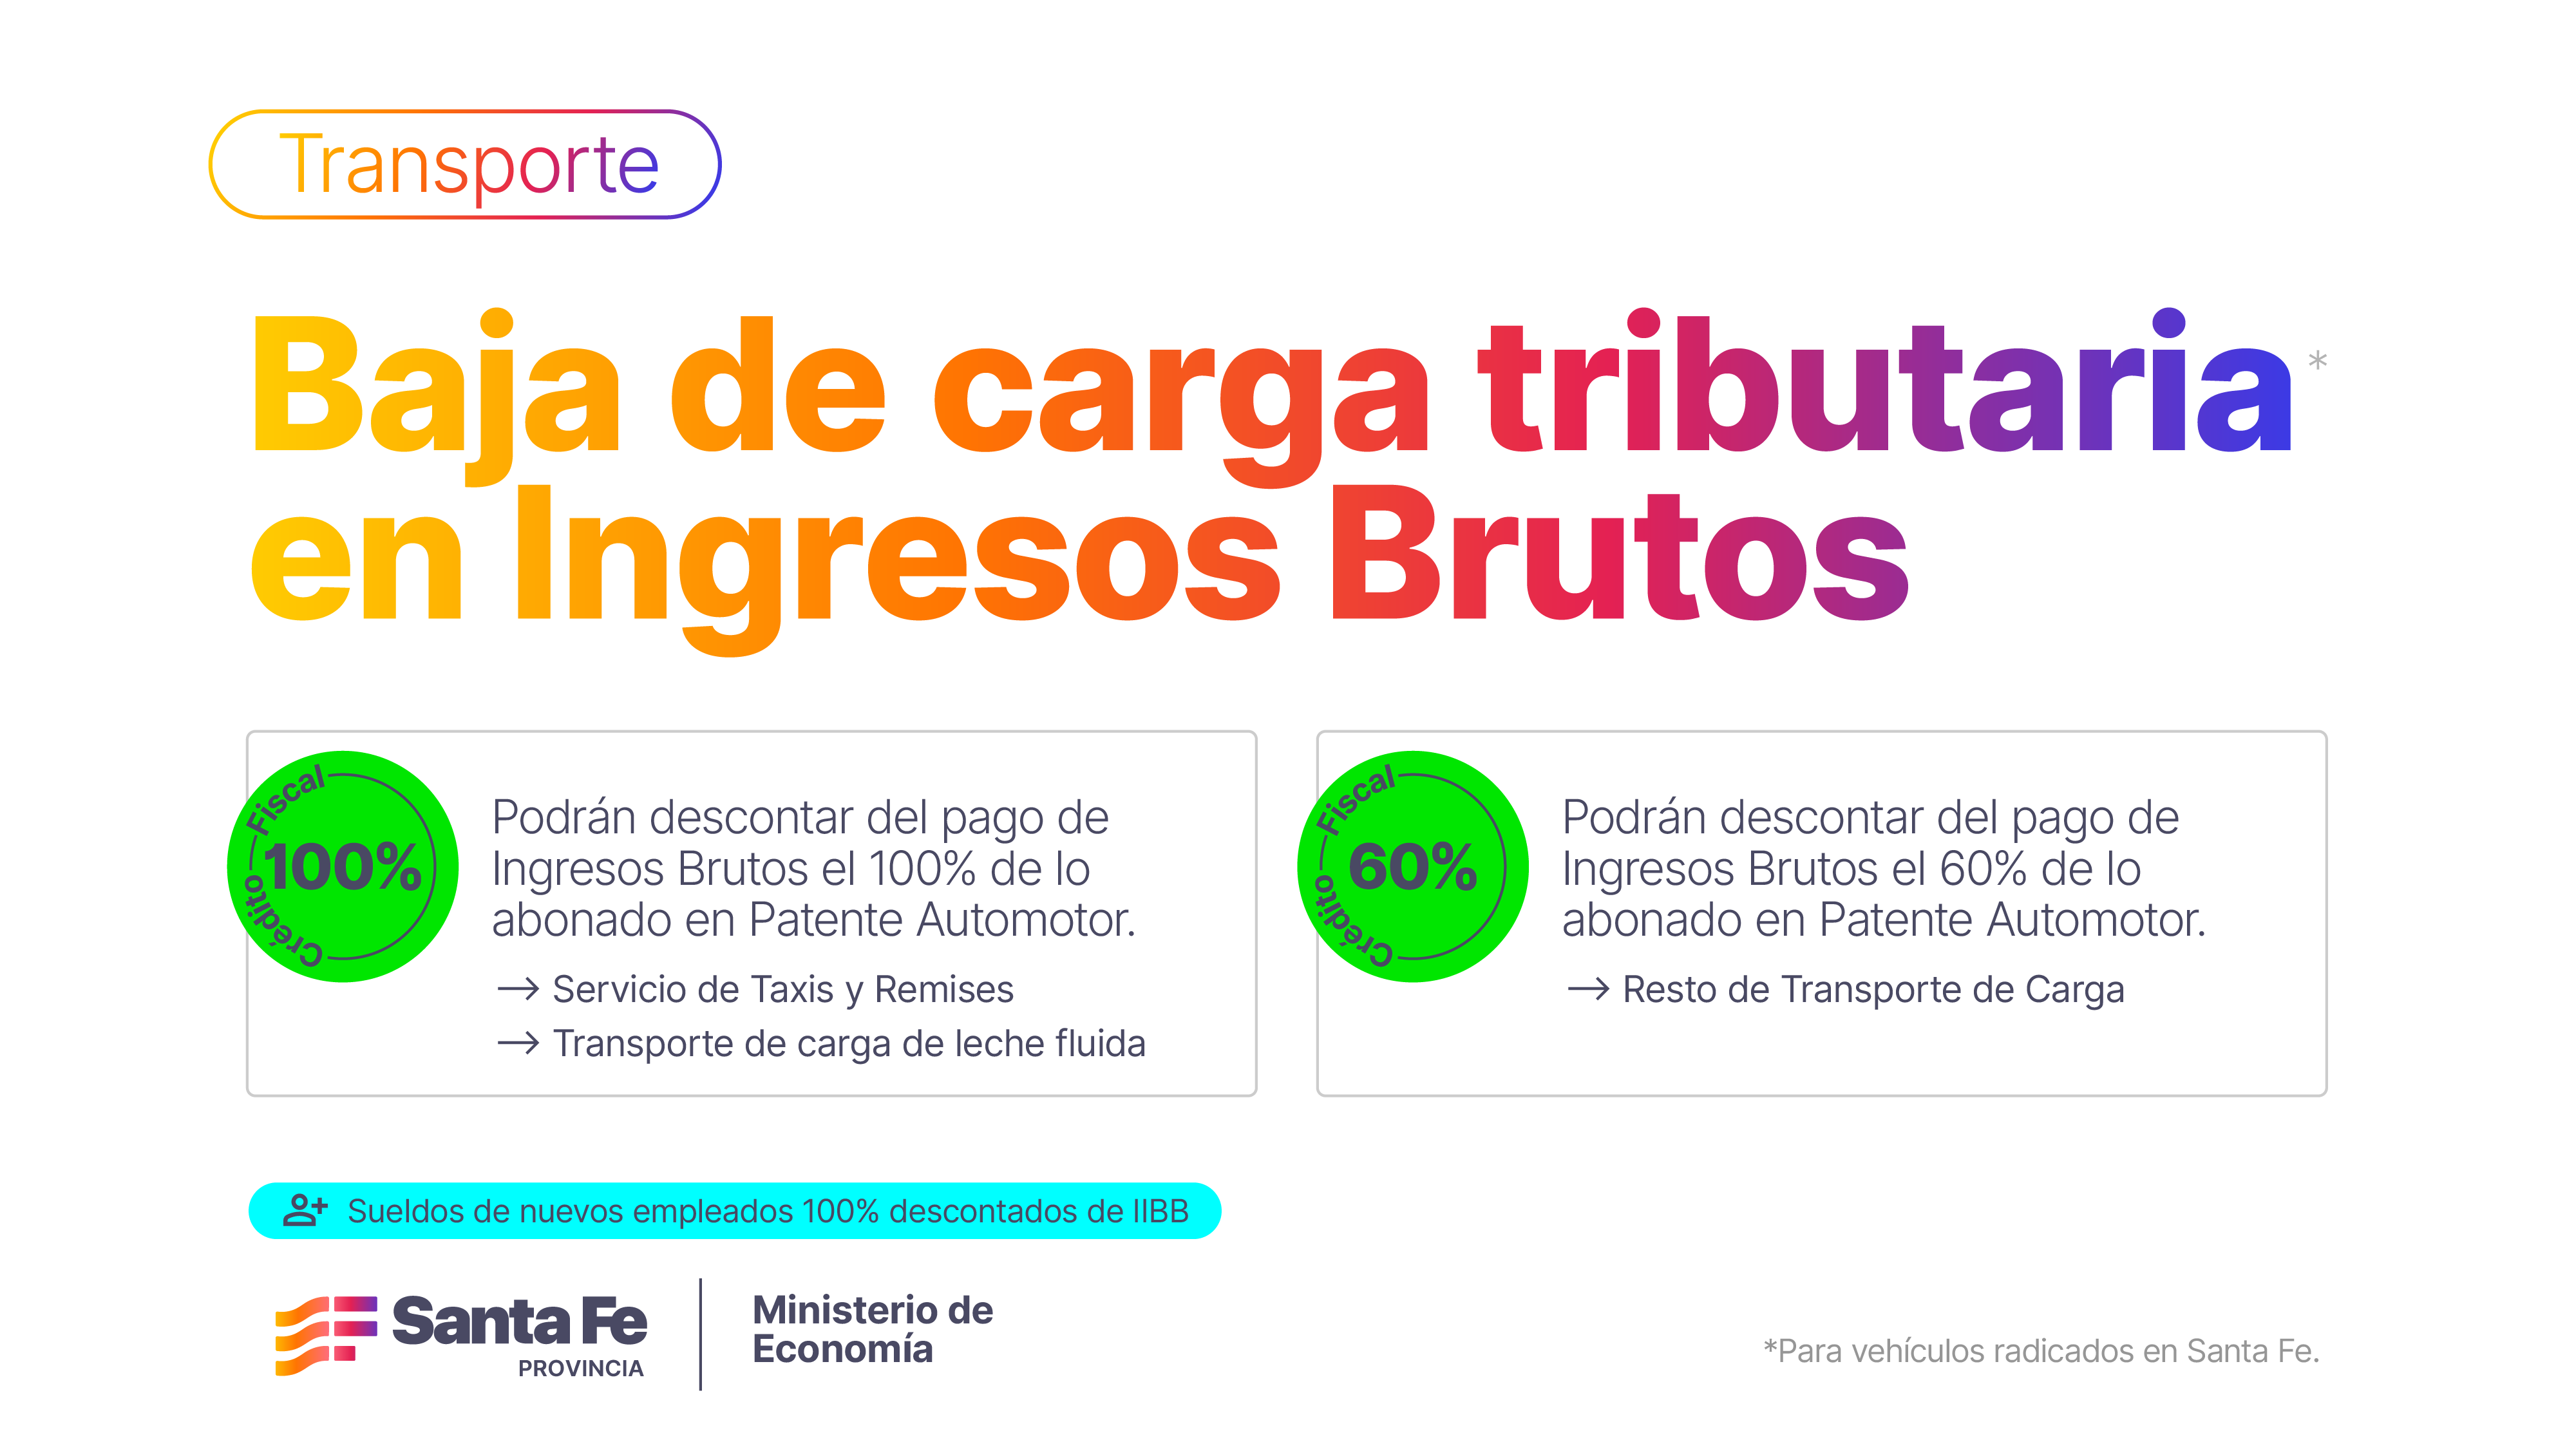 Transporte
Baja de carga tributaria*
en Ingresos Brutos
Crédito Fiscal
100%
Podrán descontar del pago de
Ingresos Brutos el 100% de lo
abonado en Patente Automotor.
→ Servicio de Taxis y Remises
→ Transporte de carga de leche fluida
Crédito Fiscal
60%
Podrán descontar del pago de
Ingresos Brutos el 60% de lo
abonado en Patente Automotor.
→ Resto de Transporte de Carga
Sueldos de nuevos empleados 100% descontados de IIBB
Santa Fe
PROVINCIA
Ministerio de
Economía
*Para vehículos radicados en Santa Fe.